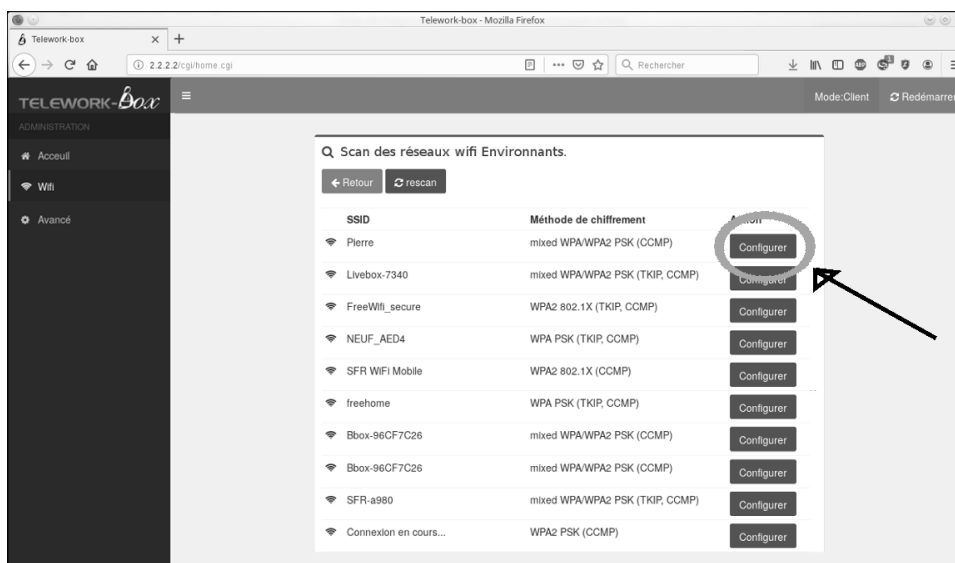 Telework-box - Mozilla Firefox
Telework-box
2.2.2.2/cgi/home.cgi
Rechercher
TELEWORK-Box
Mode:Client
Redémarrer
ADMINISTRATION
Acceuil
Wifi
Avancé
Scan des réseaux wifi Environnants.
Retour
rescan
SSID Méthode de chiffrement Action
Pierre mixed WPA/WPA2 PSK (CCMP) Configurer
Livebox-7340 mixed WPA/WPA2 PSK (TKIP, CCMP) Configurer
FreeWifi_secure WPA2 802.1X (TKIP, CCMP) Configurer
NEUF_AED4 WPA PSK (TKIP, CCMP) Configurer
SFR WiFi Mobile WPA2 802.1X (CCMP) Configurer
freehome WPA PSK (TKIP, CCMP) Configurer
Bbox-96CF7C26 mixed WPA/WPA2 PSK (CCMP) Configurer
Bbox-96CF7C26 mixed WPA/WPA2 PSK (CCMP) Configurer
SFR-a980 mixed WPA/WPA2 PSK (TKIP, CCMP) Configurer
Connexion en cours... WPA2 PSK (CCMP) Configurer